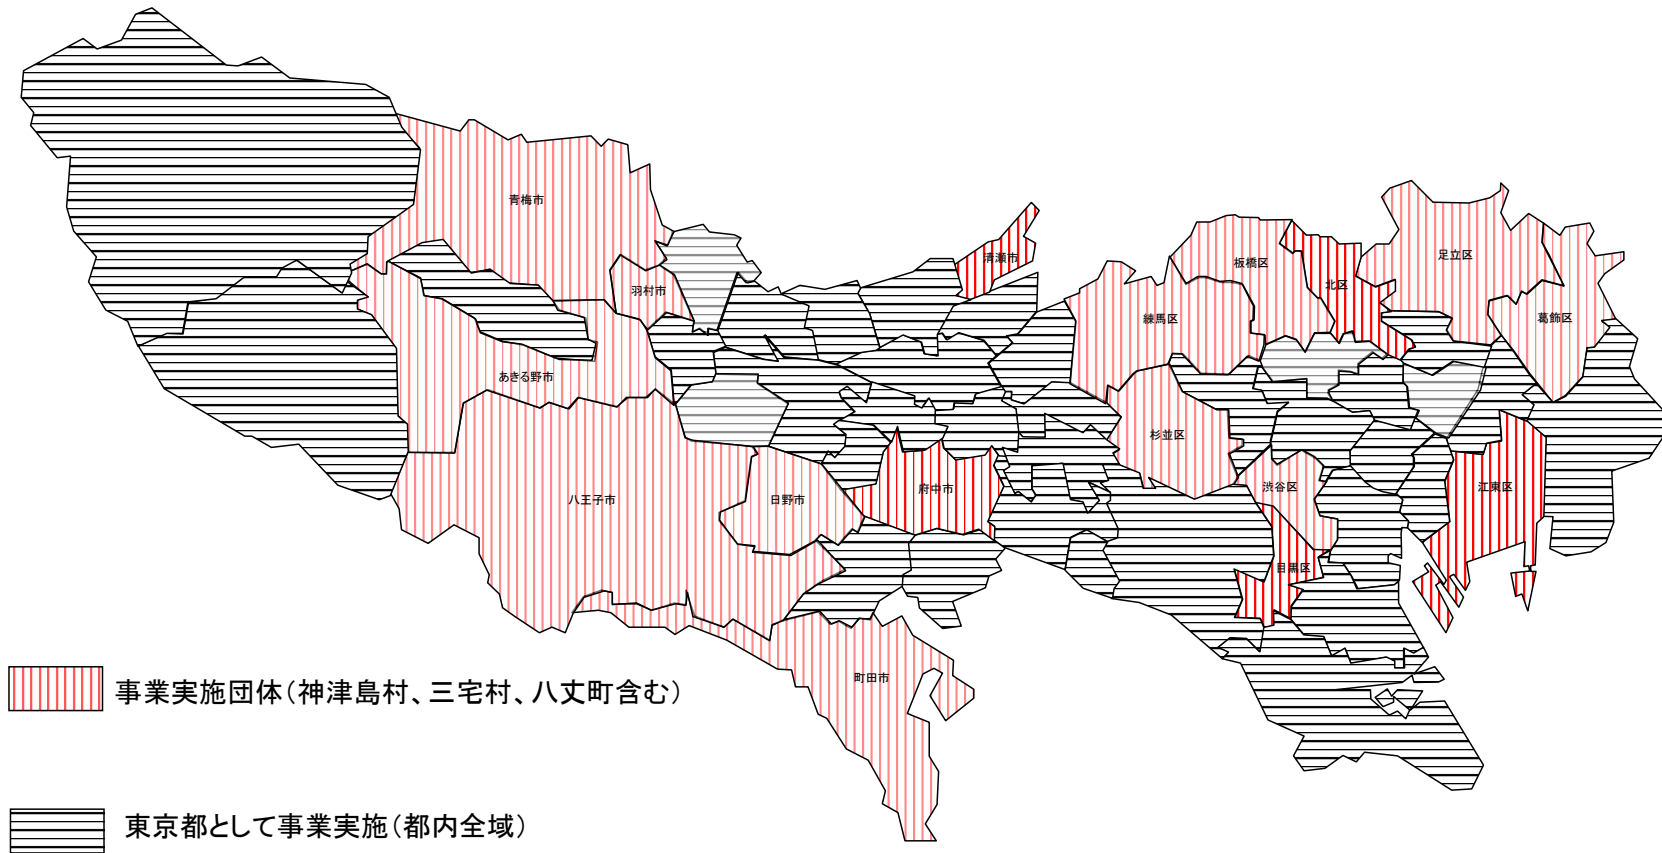 青梅市
清瀬市
足立区
板橋区
北区
羽村市
練馬区
葛飾区
あきる野市
杉並区
渋谷区
江東区
八王子市
日野市
府中市
目黒区
町田市
事業実施団体（神津島村、三宅村、八丈町含む）
東京都として事業実施（都内全域）